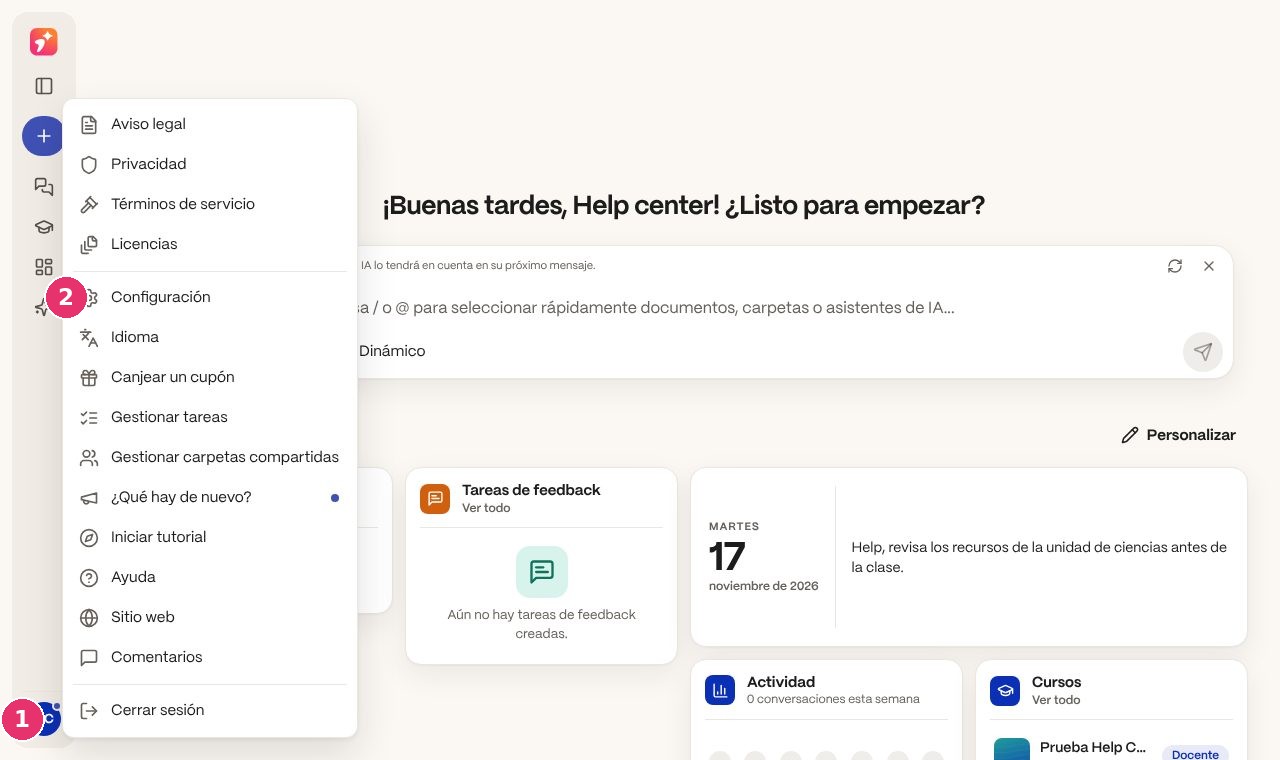 Aviso legal
Privacidad
Términos de servicio
Licencias
2
Configuración
Idioma
Canjear un cupón
Gestionar tareas
Gestionar carpetas compartidas
¿Qué hay de nuevo?
Iniciar tutorial
Ayuda
Sitio web
Comentarios
Cerrar sesión
1
C
¡Buenas tardes, Help center! ¿Listo para empezar?
IA lo tendrá en cuenta en su próximo mensaje.
/ o @ para seleccionar rápidamente documentos, carpetas o asistentes de IA...
Dinámico
Personalizar
Tareas de feedback
Ver todo
Aún no hay tareas de feedback
creadas.
MARTES
17
noviembre de 2026
Help, revisa los recursos de la unidad de ciencias antes de
la clase.
Actividad
0 conversaciones esta semana
Cursos
Ver todo
Prueba Help C...
Docente